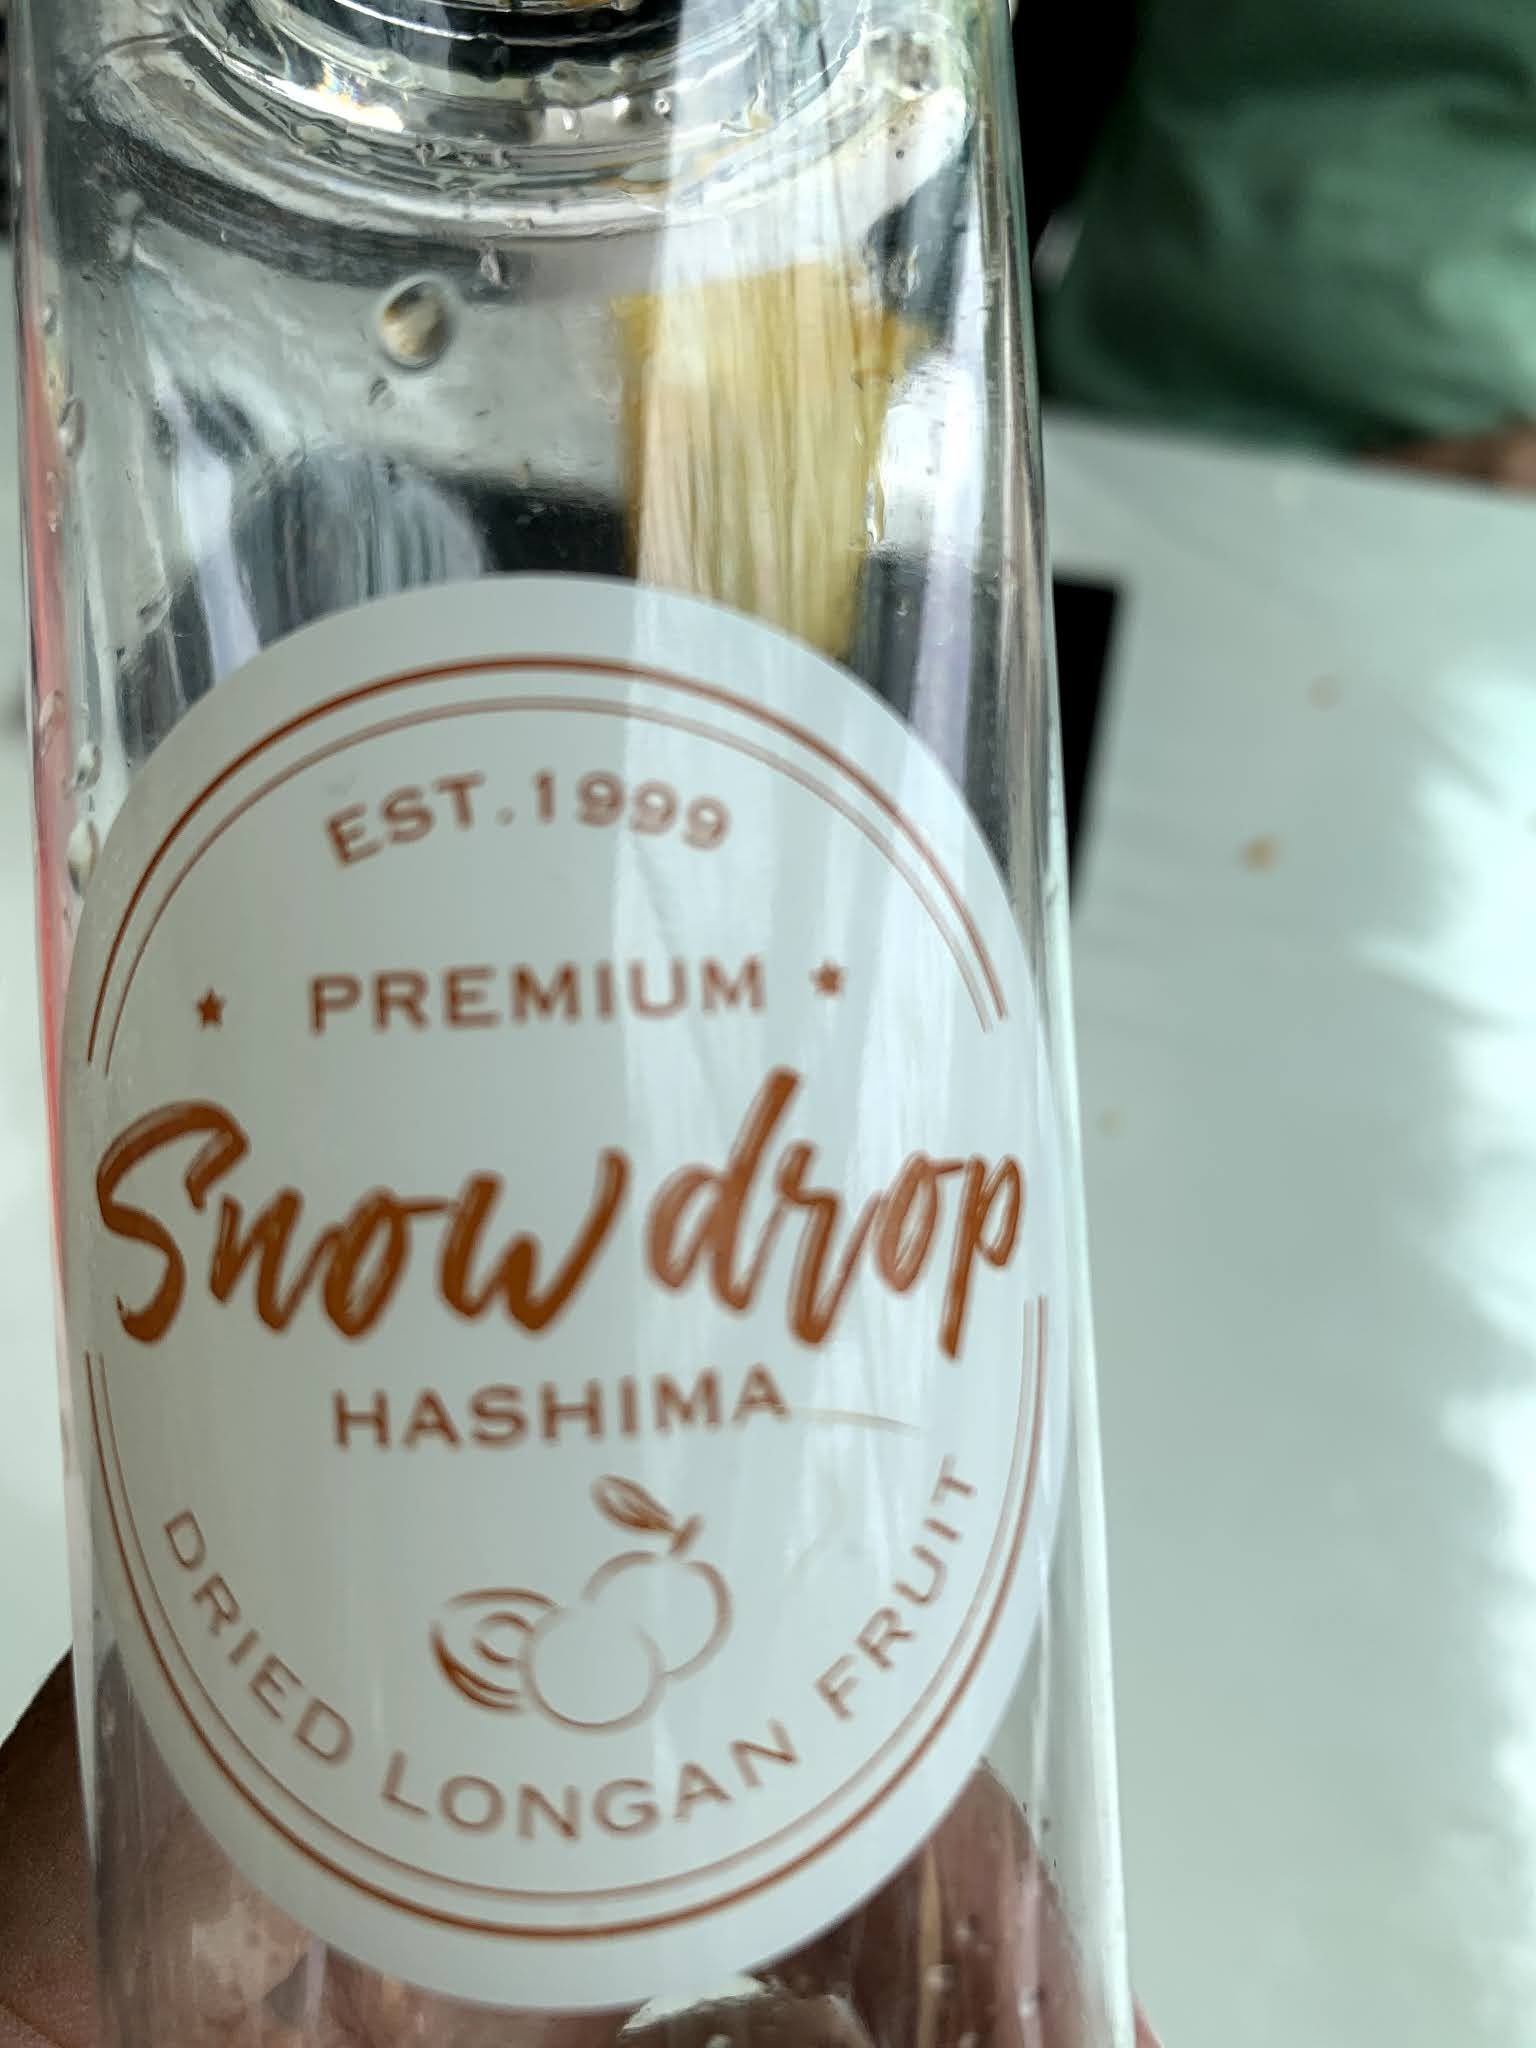 EST.1999
★ PREMIUM ★
Snowdrop
HASHIMA
DRIED LONGAN FRUIT